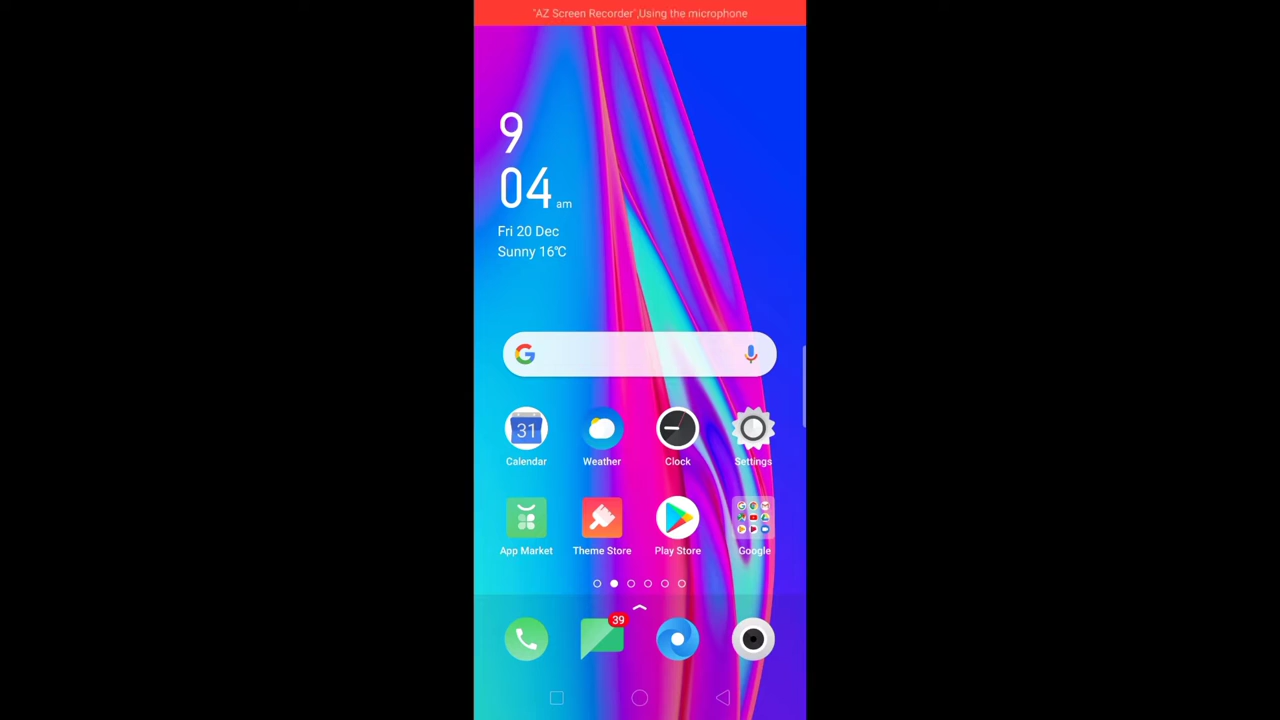 "AZ Screen Recorder",Using the microphone
9
04 am
Fri 20 Dec
Sunny 16℃
G
31
Calendar
Weather
Clock
Settings
App Market
Theme Store
Play Store
Google
39